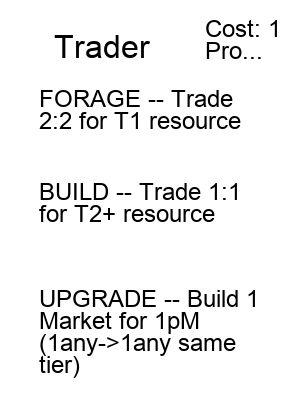 Trader
Cost: 1
Pro...
FORAGE -- Trade
2:2 for T1 resource
BUILD -- Trade 1:1
for T2+ resource
UPGRADE -- Build 1
Market for 1pM
(1any->1any same
tier)